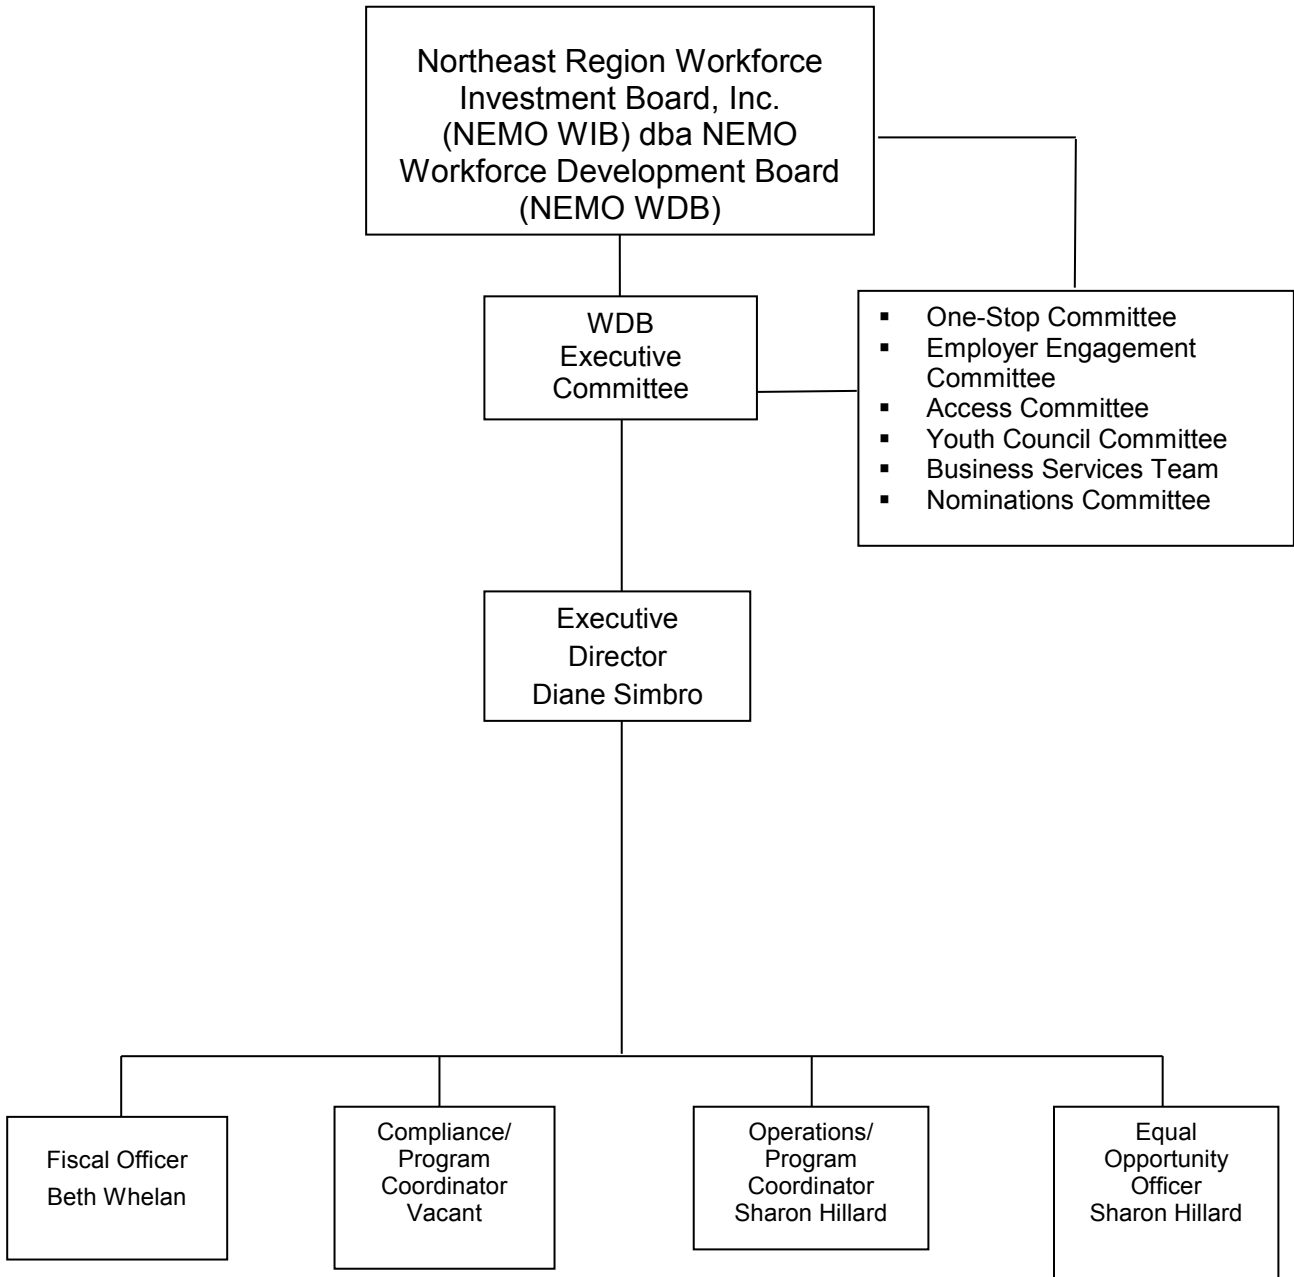 Northeast Region Workforce
Investment Board, Inc.
(NEMO WIB) dba NEMO
Workforce Development Board
(NEMO WDB)
WDB
Executive
Committee
▪ One-Stop Committee
▪ Employer Engagement
Committee
▪ Access Committee
▪ Youth Council Committee
▪ Business Services Team
▪ Nominations Committee
Executive
Director
Diane Simbro
Fiscal Officer
Beth Whelan
Compliance/
Program
Coordinator
Vacant
Operations/
Program
Coordinator
Sharon Hillard
Equal
Opportunity
Officer
Sharon Hillard